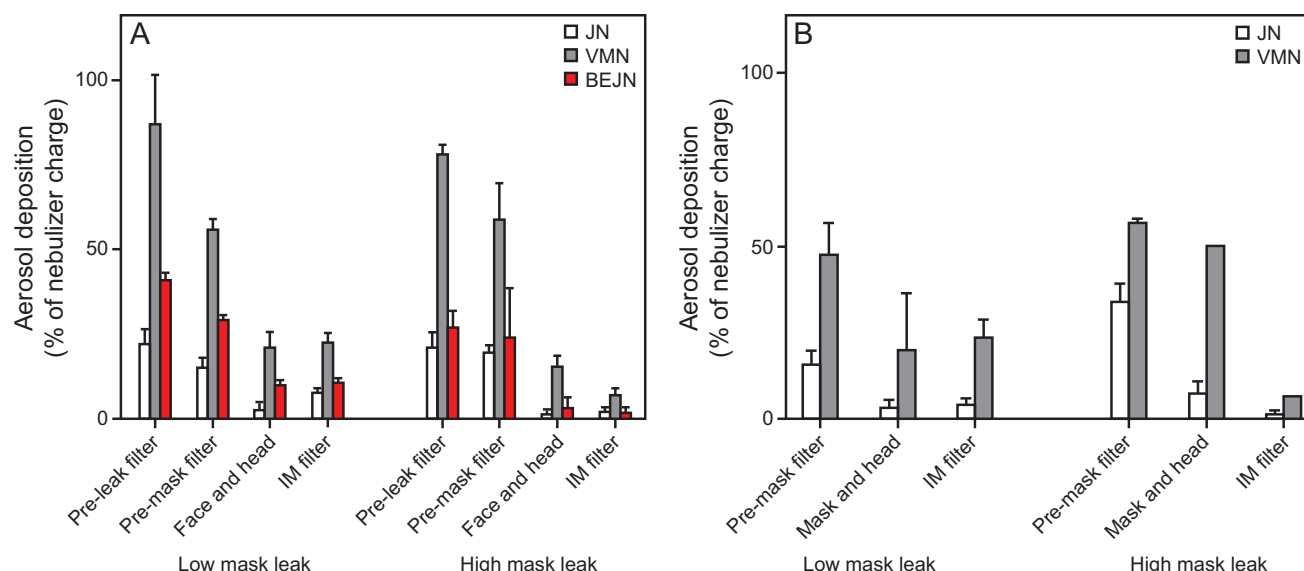 A
JN
VMN
BEJN
Aerosol deposition
(% of nebulizer charge)
100
50
0
Pre-leak filter
Pre-mask filter
Face and head
IM filter
Pre-leak filter
Pre-mask filter
Face and head
IM filter
Low mask leak
High mask leak
B
JN
VMN
Aerosol deposition
(% of nebulizer charge)
100
50
0
Pre-mask filter
Mask and head
IM filter
Pre-mask filter
Mask and head
IM filter
Low mask leak
High mask leak